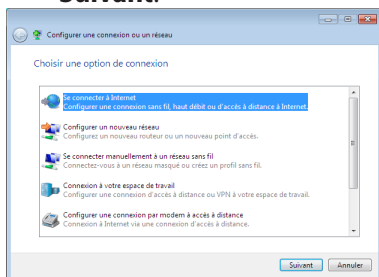 Suivant.
Configurer une connexion ou un réseau
Choisir une option de connexion
Se connecter à Internet
Configurer une connexion sans fil, haut débit ou d'accès à distance à Internet.
Configurer un nouveau réseau
Configurez un nouveau routeur ou un nouveau point d'accès.
Se connecter manuellement à un réseau sans fil
Connectez-vous à un réseau masqué ou créez un profil sans fil.
Connexion à votre espace de travail
Configurer une connexion d'accès à distance ou VPN à votre espace de travail.
Configurer une connexion par modem à accès à distance
Connexion à Internet via une connexion d'accès à distance.
Suivant
Annuler